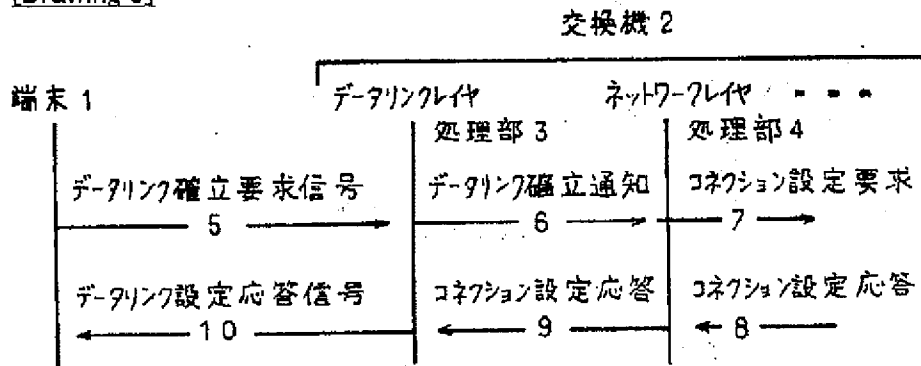 交換機 2
端末 1
データリンクレイヤ
処理部 3
ネットワークレイヤ
処理部 4
データリンク確立要求信号
5
データリンク確立通知
6
コネクション設定要求
7
データリンク設定応答信号
10
コネクション設定応答
9
コネクション設定応答
8